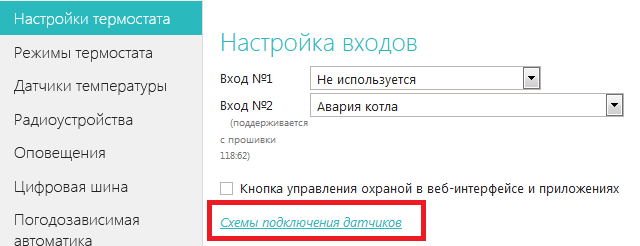 Настройки термостата
Режимы термостата
Датчики температуры
Радиоустройства
Оповещения
Цифровая шина
Погодозависимая
автоматика
Настройка входов
Вход №1 Не используется
Вход №2 Авария котла
(поддерживается
с прошивки
118:62)
Кнопка управления охраной в веб-интерфейсе и приложениях
Схемы подключения датчиков